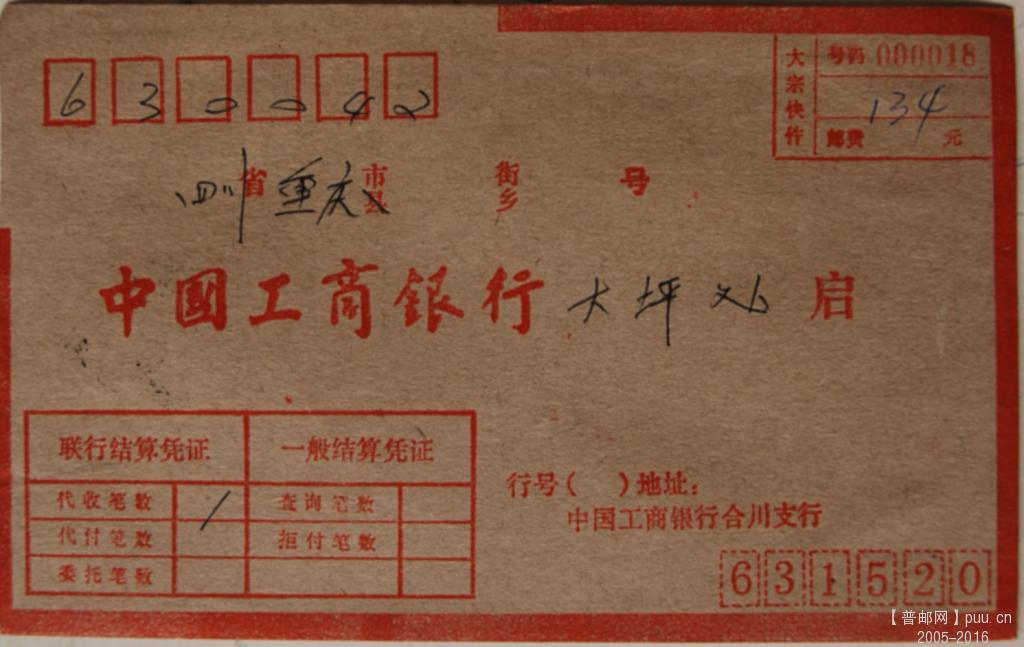 630042
大宗快件
号码 000018
134
邮费 元
四川省重庆市县 街乡 号
中國工商银行 大坪处 启
联行结算凭证 一般结算凭证
代收笔数 / 查询笔数
代付笔数 拒付笔数
委托笔数
行号( )地址:
中国工商银行合川支行
631520
【普邮网】puu.cn
2005-2016